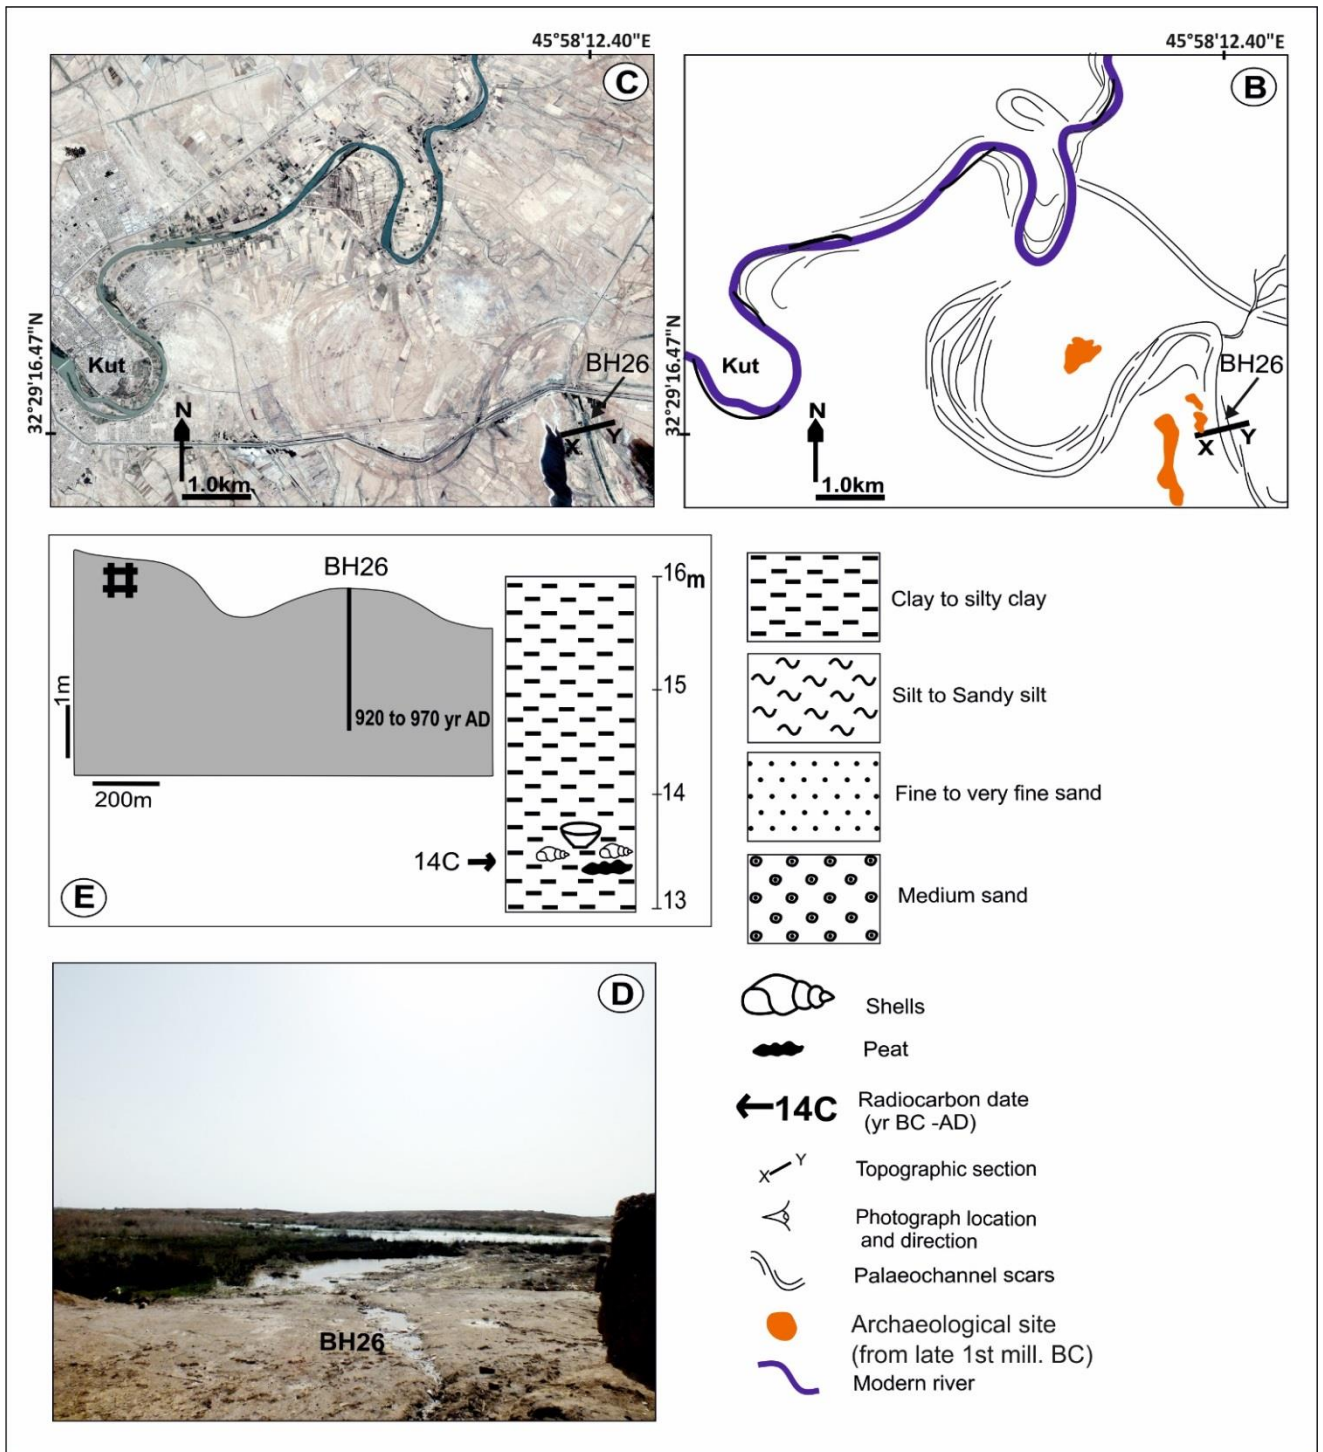 45°58'12.40"E
C
32°29'16.47"N
Kut
BH26
N
X
Y
1.0km
45°58'12.40"E
B
32°29'16.47"N
Kut
BH26
N
X
Y
1.0km
BH26
16m
15
14
13
1m
920 to 970 yr AD
200m
14C
E
Clay to silty clay
Silt to Sandy silt
Fine to very fine sand
Medium sand
D
BH26
Shells
Peat
14C
Radiocarbon date
(yr BC -AD)
X
Y
Topographic section
Photograph location
and direction
Palaeochannel scars
Archaeological site
(from late 1st mill. BC)
Modern river